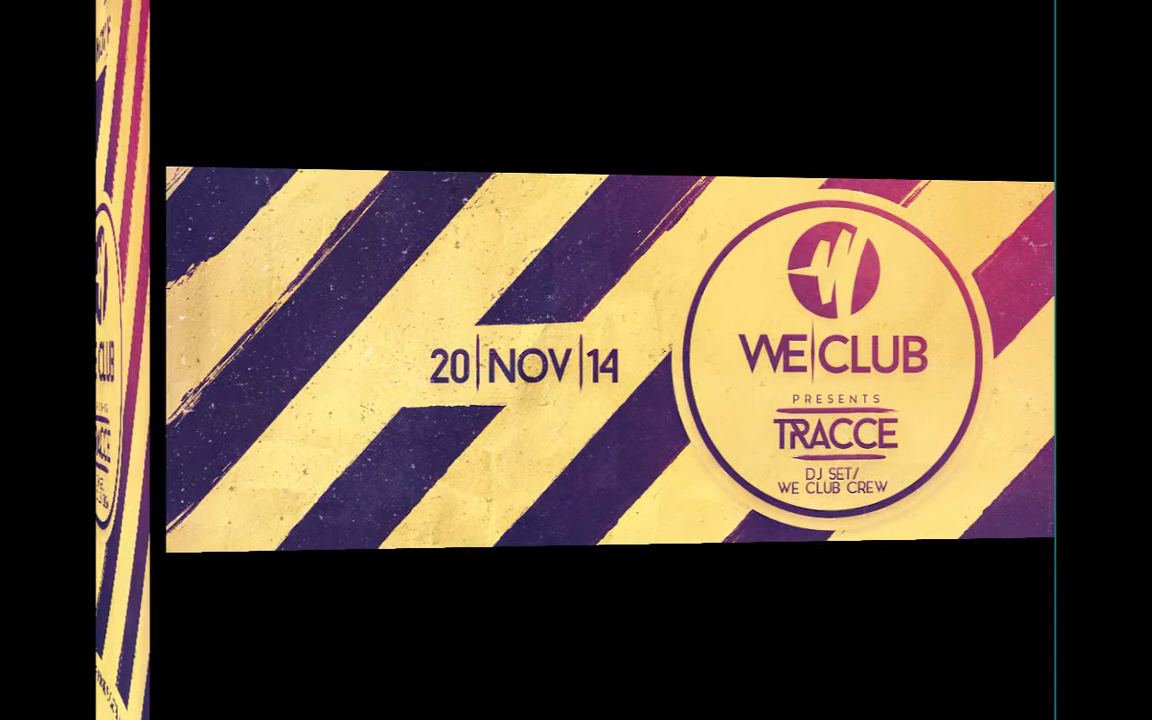 20|NOV|14
WE|CLUB
PRESENTS
TRACCE
DJ SET/
WE CLUB CREW